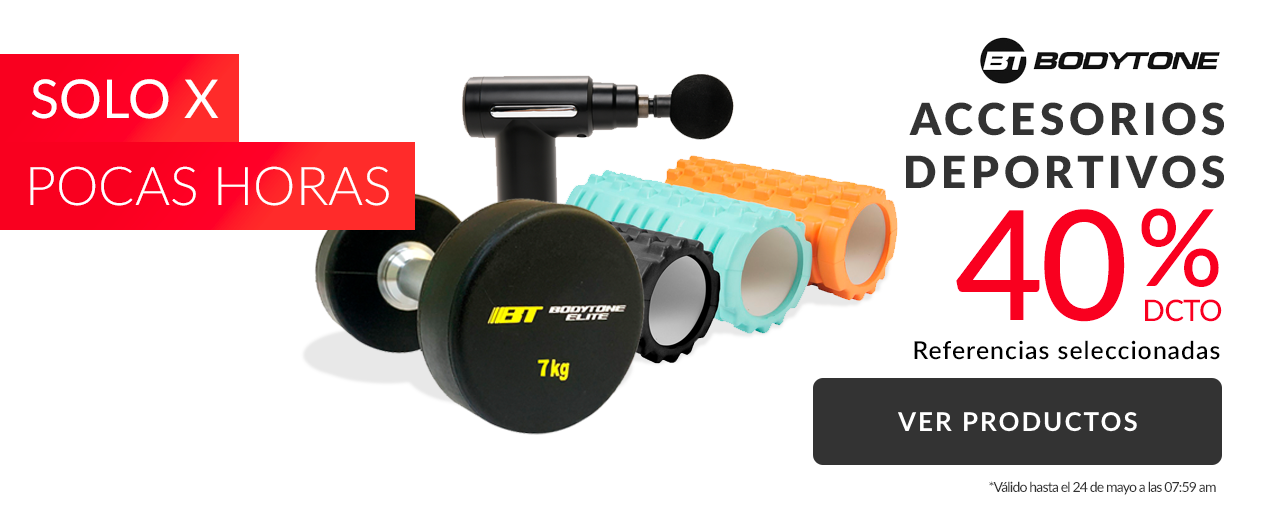 SOLO X
POCAS HORAS
BT BODYTONE
ACCESORIOS
DEPORTIVOS
40%
DCTO
Referencias seleccionadas
VER PRODUCTOS
*Válido hasta el 24 de mayo a las 07:59 am
BT BODYTONE
ELITE
7kg